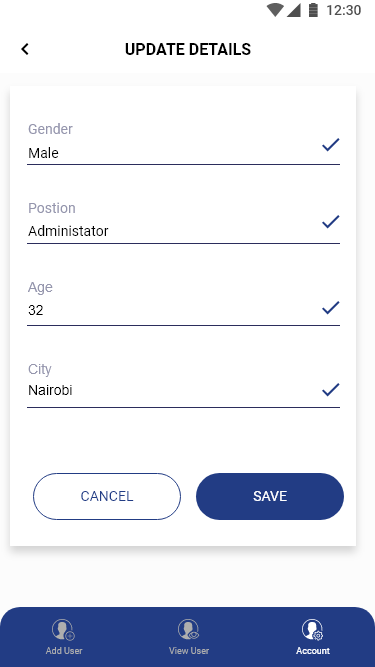 12:30
UPDATE DETAILS
Gender
Male
Postion
Administator
Age
32
City
Nairobi
CANCEL SAVE
Add User View User Account